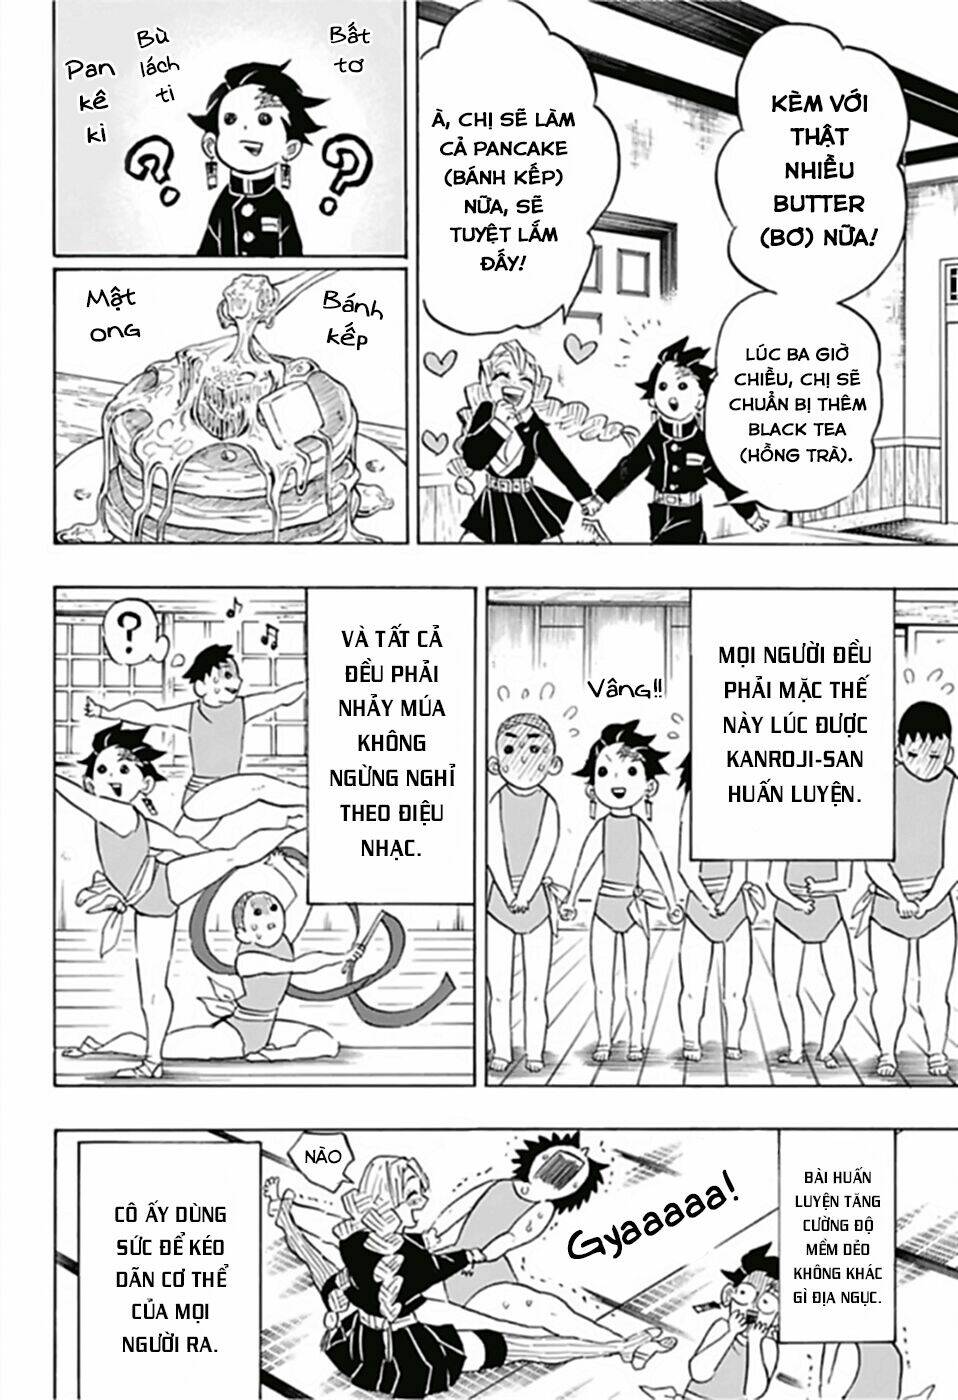 KÈM VỚI
THẬT
NHIỀU
BUTTER
(BƠ) NỮA!
À, CHỊ SẼ LÀM
CẢ PANCAKE
(BÁNH KẾP)
NỮA, SẼ
TUYỆT LẮM
ĐẤY!
LÚC BA GIỜ
CHIỀU, CHỊ SẼ
CHUẨN BỊ THÊM
BLACK TEA
(HỒNG TRÀ).
Bất
tơ
Bù
lách
ti
Pan
kê
ki
?
?
Bánh
kếp
Mật
ong
MỌI NGƯỜI ĐỀU
PHẢI MẶC THẾ
NÀY LÚC ĐƯỢC
KANROJI-SAN
HUẤN LUYỆN.
Vâng!!
VÀ TẤT CẢ
ĐỀU PHẢI
NHẢY MÚA
KHÔNG
NGỪNG NGHỈ
THEO ĐIỆU
NHẠC.
?
BÀI HUẤN
LUYỆN TĂNG
CƯỜNG ĐỘ
MỀM DẺO
KHÔNG KHÁC
GÌ ĐỊA NGỤC.
Gyaaaaa!
NÀO
CÔ ẤY DÙNG
SỨC ĐỂ KÉO
DÃN CƠ THỂ
CỦA MỌI
NGƯỜI RA.